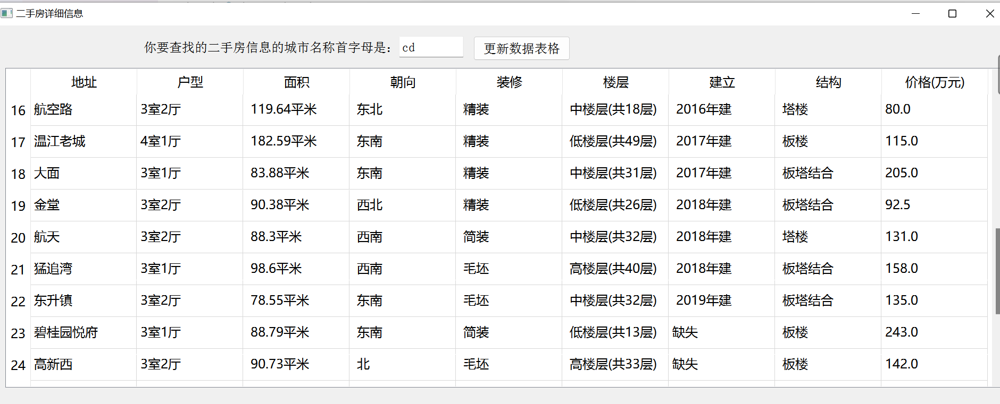 二手房详细信息
你要查找的二手房信息的城市名称首字母是： cd 更新数据表格
地址 户型 面积 朝向 装修 楼层 建立 结构 价格(万元)
16 航空路 3室2厅 119.64平米 东北 精装 中楼层(共18层) 2016年建 塔楼 80.0
17 温江老城 4室1厅 182.59平米 东南 精装 低楼层(共49层) 2017年建 板楼 115.0
18 大面 3室1厅 83.88平米 东南 精装 中楼层(共31层) 2017年建 板塔结合 205.0
19 金堂 3室2厅 90.38平米 西北 精装 低楼层(共26层) 2018年建 板塔结合 92.5
20 航天 3室2厅 88.3平米 西南 简装 中楼层(共32层) 2018年建 塔楼 131.0
21 猛追湾 3室1厅 98.6平米 西南 毛坯 高楼层(共40层) 2018年建 板塔结合 158.0
22 东升镇 3室2厅 78.55平米 东南 毛坯 中楼层(共32层) 2019年建 板塔结合 135.0
23 碧桂园悦府 3室1厅 88.79平米 东南 简装 低楼层(共13层) 缺失 板楼 243.0
24 高新西 3室2厅 90.73平米 北 毛坯 高楼层(共33层) 缺失 板楼 142.0